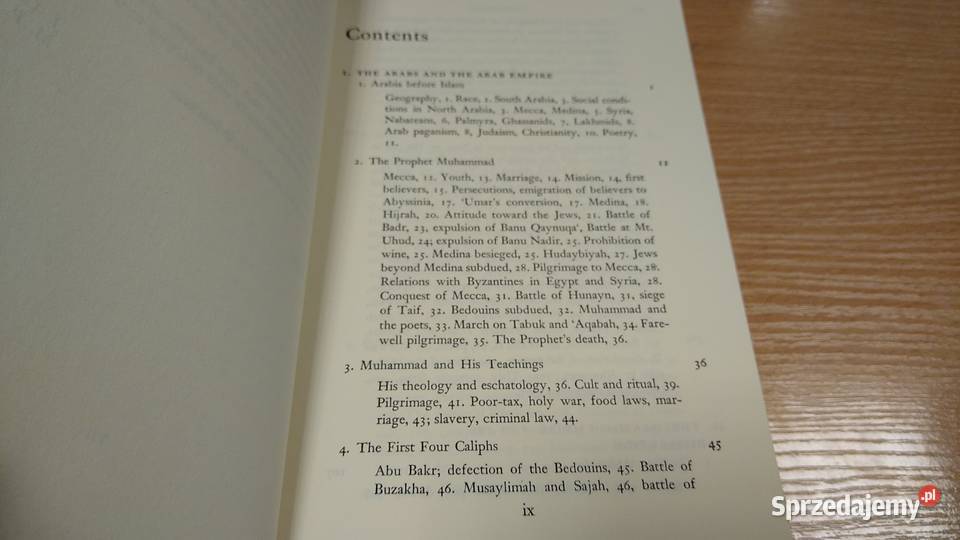 Contents
1. THE ARABS AND THE ARAB EMPIRE
1. Arabia before Islam 1
Geography, 1. Race, 1. South Arabia, 3. Social condi-
tions in North Arabia, 3. Mecca, Medina, 5. Syria,
Nabateans, 6, Palmyra, Ghassanids, 7, Lakhmids, 8.
Arab paganism, 8, Judaism, Christianity, 10. Poetry,
11.
2. The Prophet Muhammad 12
Mecca, 12. Youth, 13. Marriage, 14. Mission, 14, first
believers, 15. Persecutions, emigration of believers to
Abyssinia, 17. ‘Umar's conversion, 17. Medina, 18.
Hijrah, 20. Attitude toward the Jews, 21. Battle of
Badr, 23, expulsion of Banu Qaynuqa‘, Battle at Mt.
Uhud, 24; expulsion of Banu Nadir, 25. Prohibition of
wine, 25. Medina besieged, 25. Hudaybiyah, 27. Jews
beyond Medina subdued, 28. Pilgrimage to Mecca, 28.
Relations with Byzantines in Egypt and Syria, 28.
Conquest of Mecca, 31. Battle of Hunayn, 31, siege
of Taif, 32. Bedouins subdued, 32. Muhammad and
the poets, 33. March on Tabuk and ‘Aqabah, 34. Fare-
well pilgrimage, 35. The Prophet's death, 36.
3. Muhammad and His Teachings 36
His theology and eschatology, 36. Cult and ritual, 39.
Pilgrimage, 41. Poor-tax, holy war, food laws, mar-
riage, 43; slavery, criminal law, 44.
4. The First Four Caliphs 45
Abu Bakr; defection of the Bedouins, 45. Battle of
Buzakha, 46. Musaylimah and Sajah, 46, battle of
ix
Sprzedajemy.pl